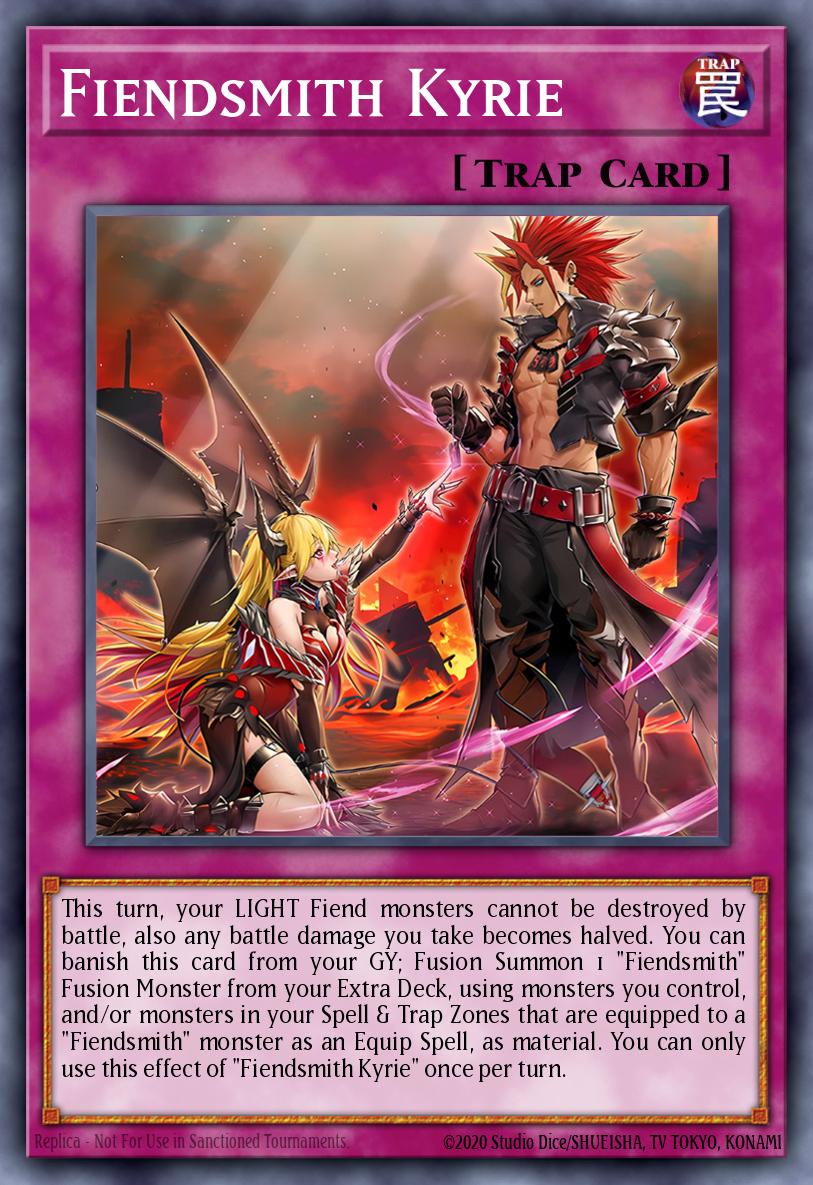 Fiendsmith Kyrie
TRAP
罠
[Trap Card]
This turn, your LIGHT Fiend monsters cannot be destroyed by
battle, also any battle damage you take becomes halved. You can
banish this card from your GY; Fusion Summon 1 "Fiendsmith"
Fusion Monster from your Extra Deck, using monsters you control,
and/or monsters in your Spell & Trap Zones that are equipped to a
"Fiendsmith" monster as an Equip Spell, as material. You can only
use this effect of "Fiendsmith Kyrie" once per turn.
Replica - Not For Use in Sanctioned Tournaments.
©2020 Studio Dice/SHUEISHA, TV TOKYO, KONAMI